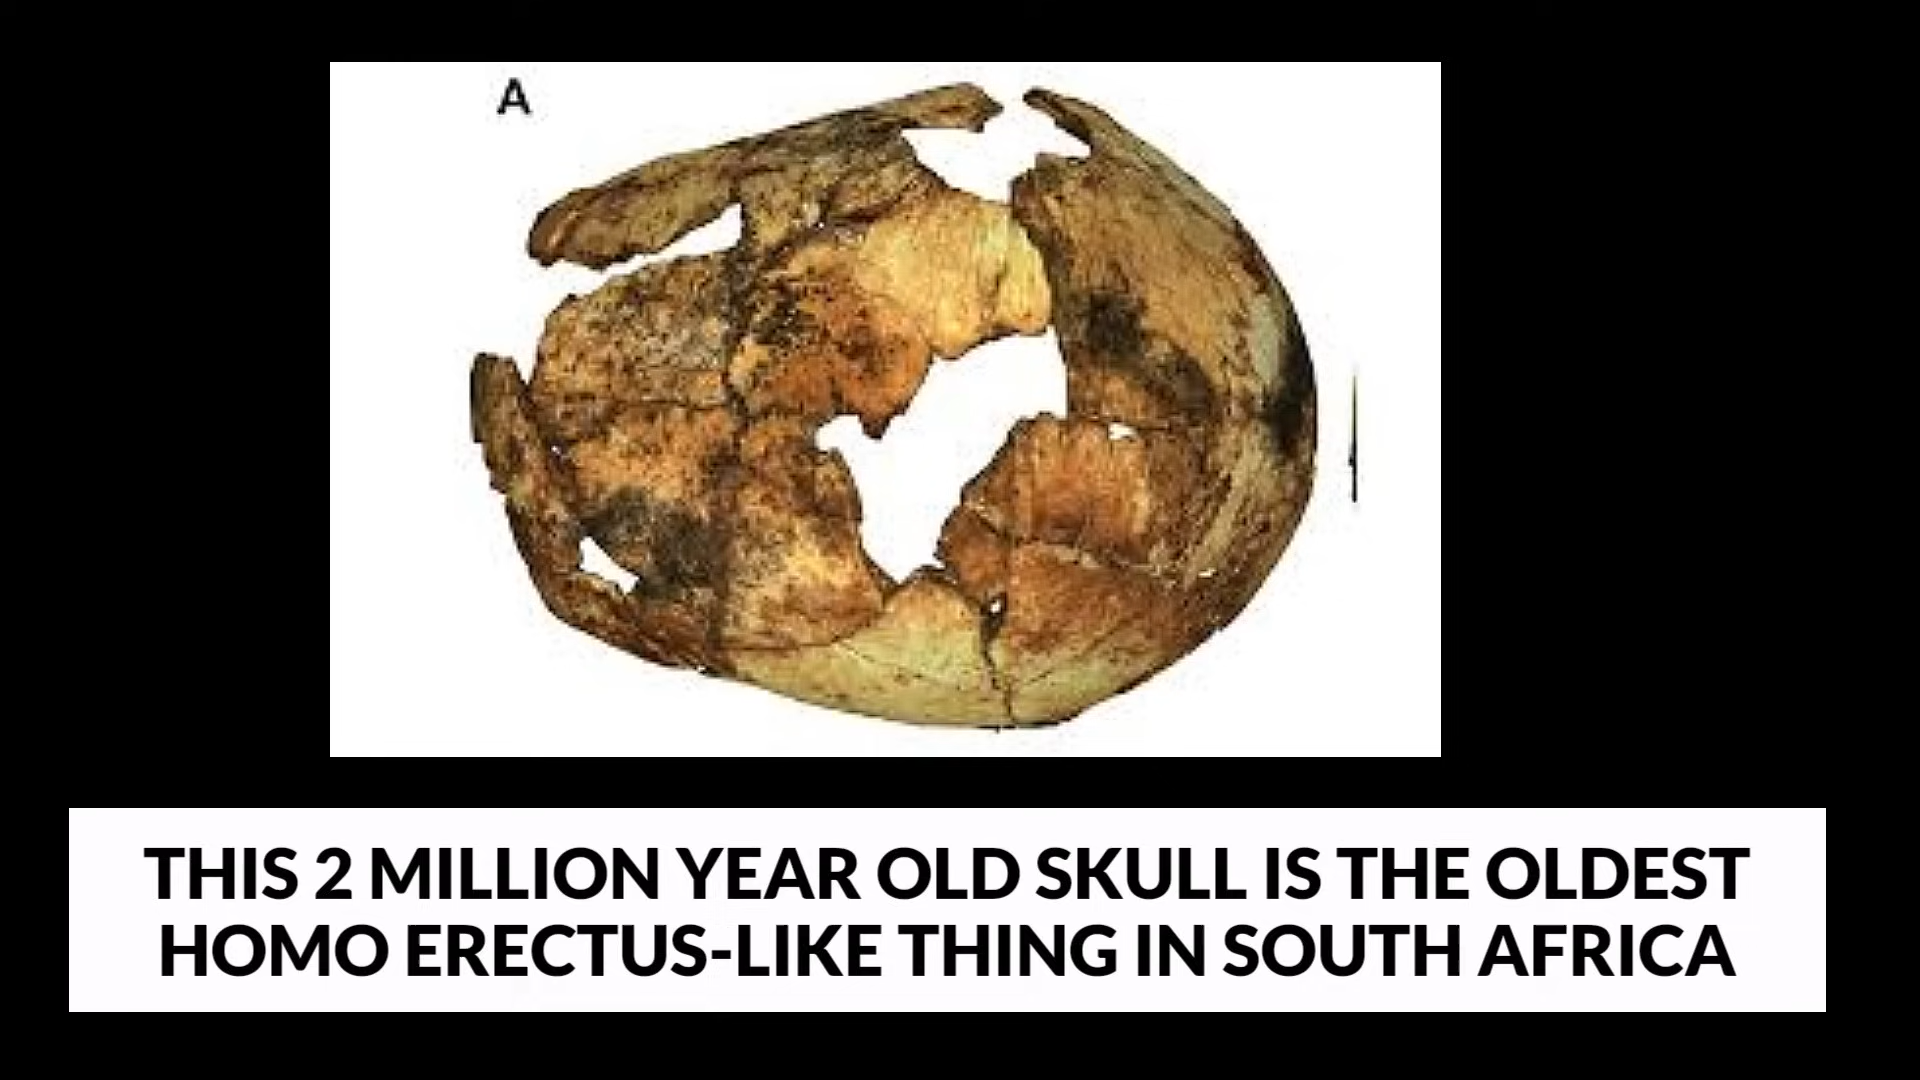 A
THIS 2 MILLION YEAR OLD SKULL IS THE OLDEST
HOMO ERECTUS-LIKE THING IN SOUTH AFRICA